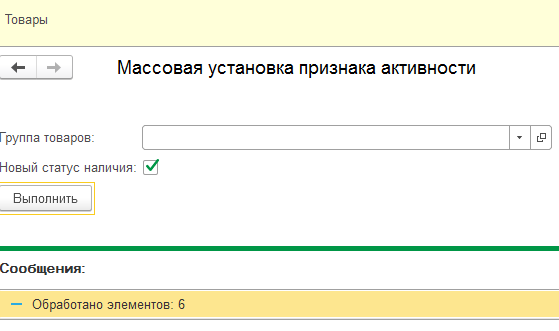 Товары
Массовая установка признака активности
Группа товаров:
Новый статус наличия:
Выполнить
Сообщения:
Обработано элементов: 6